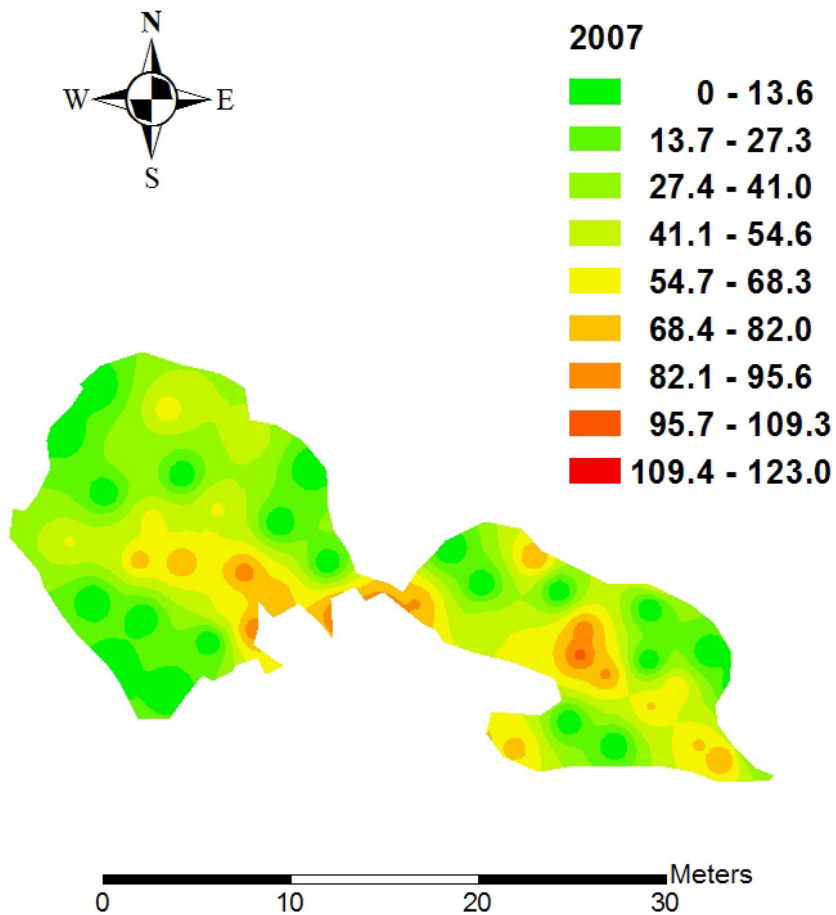 N
W E
S
2007
0 - 13.6
13.7 - 27.3
27.4 - 41.0
41.1 - 54.6
54.7 - 68.3
68.4 - 82.0
82.1 - 95.6
95.7 - 109.3
109.4 - 123.0
Meters
0 10 20 30